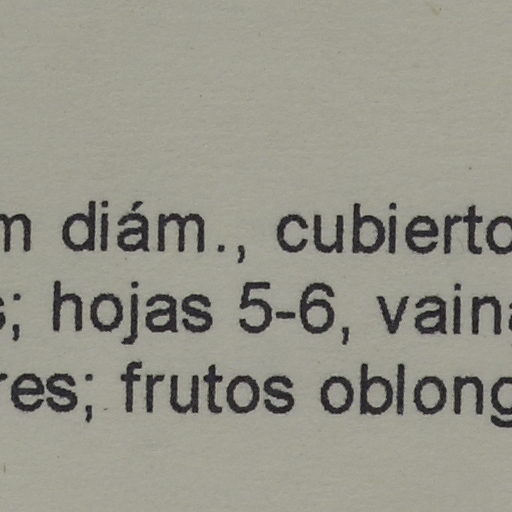 m diám., cubierto
s; hojas 5-6, vaina
res; frutos oblong